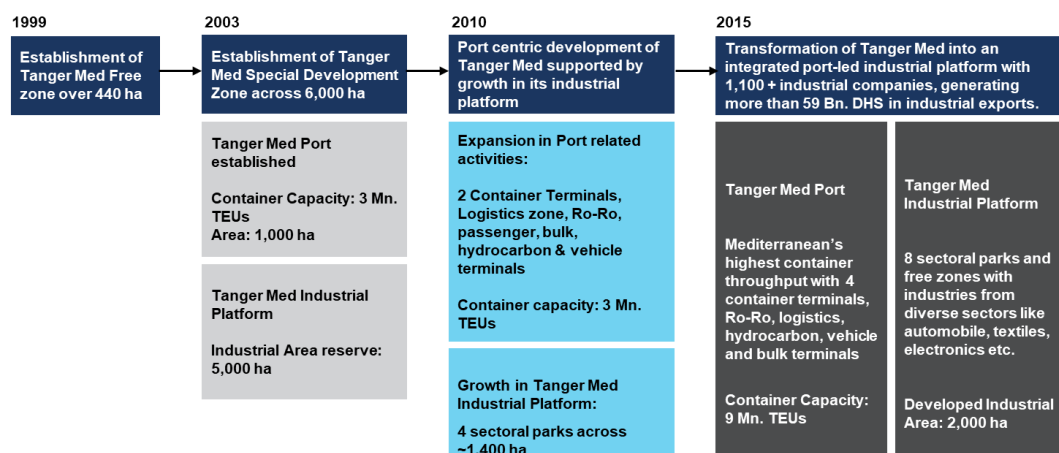 1999
Establishment of
Tanger Med Free
zone over 440 ha
2003
Establishment of Tanger
Med Special Development
Zone across 6,000 ha
Tanger Med Port
established
Container Capacity: 3 Mn.
TEUs
Area: 1,000 ha
Tanger Med Industrial
Platform
Industrial Area reserve:
5,000 ha
2010
Port centric development of
Tanger Med supported by
growth in its industrial
platform
Expansion in Port related
activities:
2 Container Terminals,
Logistics zone, Ro-Ro,
passenger, bulk,
hydrocarbon & vehicle
terminals
Container capacity: 3 Mn.
TEUs
Growth in Tanger Med
Industrial Platform:
4 sectoral parks across
~1,400 ha
2015
Transformation of Tanger Med into an
integrated port-led industrial platform with
1,100 + industrial companies, generating
more than 59 Bn. DHS in industrial exports.
Tanger Med Port
Mediterranean's
highest container
throughput with 4
container terminals,
Ro-Ro, logistics,
hydrocarbon, vehicle
and bulk terminals
Container Capacity:
9 Mn. TEUs
Tanger Med
Industrial Platform
8 sectoral parks and
free zones with
industries from
diverse sectors like
automobile, textiles,
electronics etc.
Developed Industrial
Area: 2,000 ha